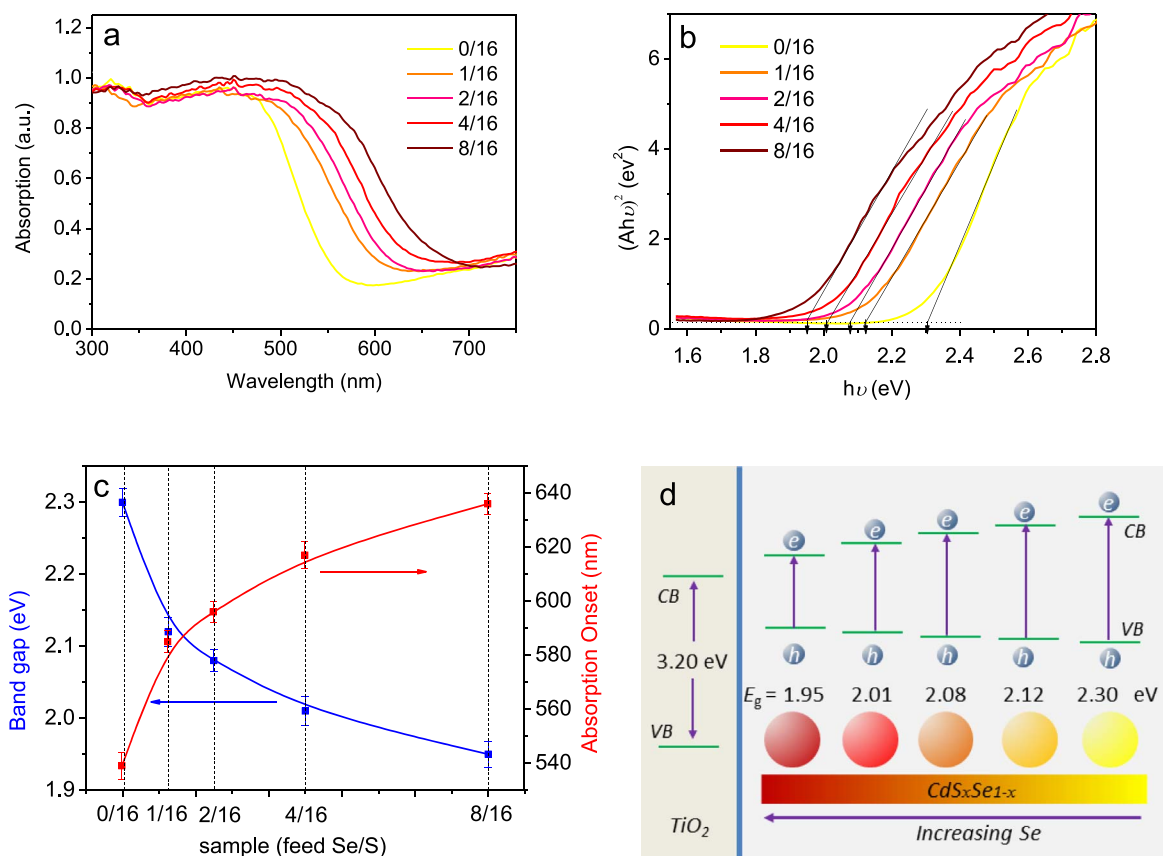 a
1.2
1.0
0.8
0.6
0.4
0.2
0.0
300 400 500 600 700
Absorption (a.u.)
Wavelength (nm)
0/16
1/16
2/16
4/16
8/16
b
6
4
2
0
1.6 1.8 2.0 2.2 2.4 2.6 2.8
(Ahυ)² (ev²)
hυ (eV)
0/16
1/16
2/16
4/16
8/16
c
2.3
2.2
2.1
2.0
1.9
Band gap (eV)
640
620
600
580
560
540
Absorption Onset (nm)
0/16 1/16 2/16 4/16 8/16
sample (feed Se/S)
d
e e e e e
CB
CB
3.20 eV
VB
VB
h h h h h
Eg = 1.95 2.01 2.08 2.12 2.30 eV
CdSxSe1-x
TiO2
Increasing Se